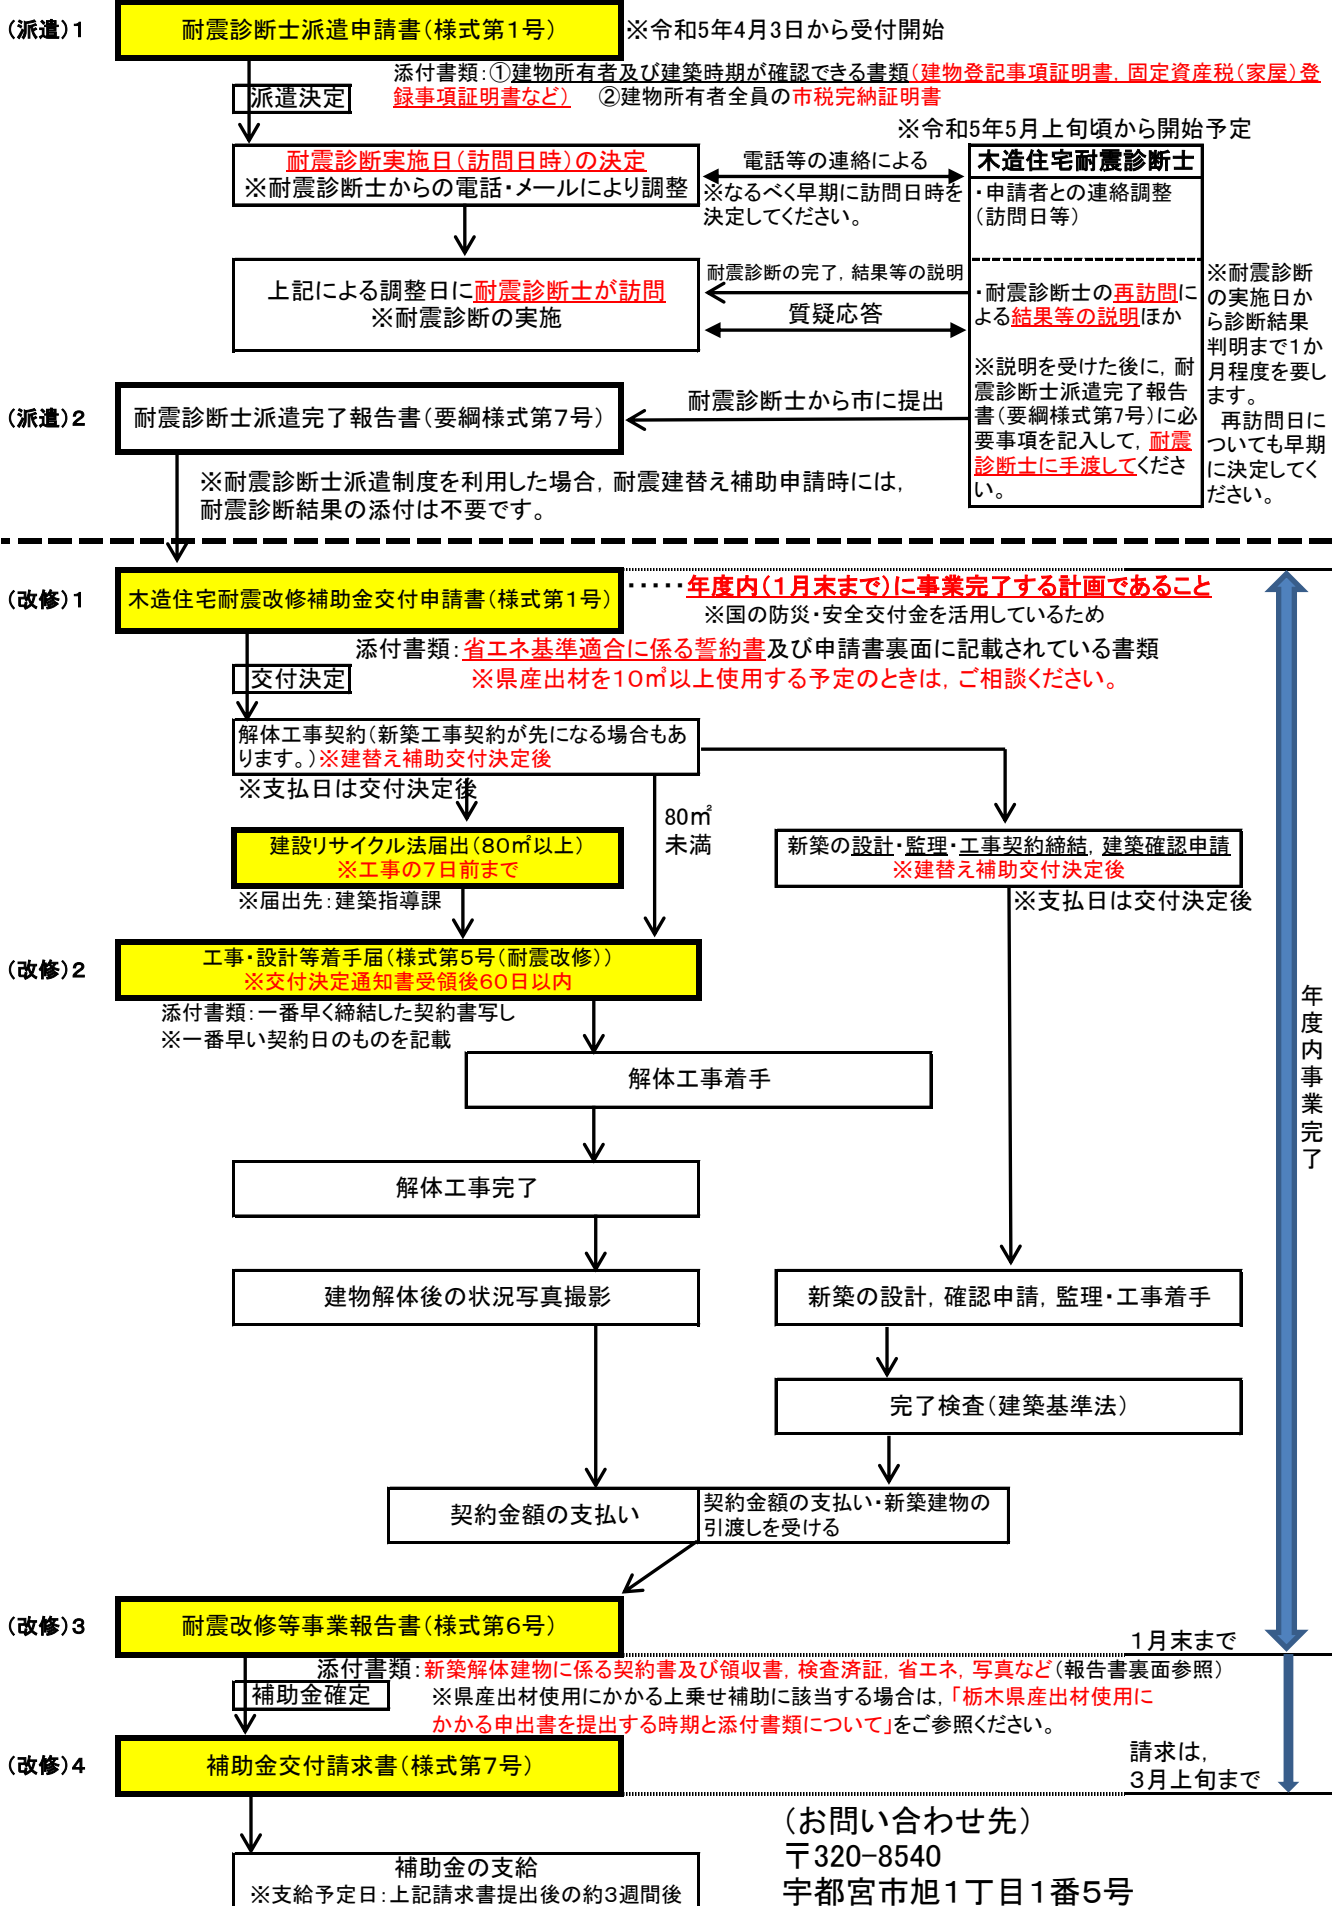 (派遣)1
耐震診断士派遣申請書(様式第1号)
※令和5年4月3日から受付開始
添付書類:①建物所有者及び建築時期が確認できる書類(建物登記事項証明書,固定資産税(家屋)登
録事項証明書など) ②建物所有者全員の市税完納証明書
派遣決定
※令和5年5月上旬頃から開始予定
耐震診断実施日(訪問日時)の決定
※耐震診断士からの電話・メールにより調整
電話等の連絡による
※なるべく早期に訪問日時を
決定してください。
木造住宅耐震診断士
・申請者との連絡調整
(訪問日等)
上記による調整日に耐震診断士が訪問
※耐震診断の実施
耐震診断の完了,結果等の説明
質疑応答
・耐震診断士の再訪問に
よる結果等の説明ほか
※説明を受けた後に,耐
震診断士派遣完了報告
書(要綱様式第7号)に必
要事項を記入して,耐震
診断士に手渡してくださ
い。
※耐震診断
の実施日か
ら診断結果
判明まで1か
月程度を要し
ます。
再訪問日に
ついても早期
に決定してく
ださい。
(派遣)2
耐震診断士派遣完了報告書(要綱様式第7号)
耐震診断士から市に提出
※耐震診断士派遣制度を利用した場合,耐震建替え補助申請時には,
耐震診断結果の添付は不要です。
(改修)1
木造住宅耐震改修補助金交付申請書(様式第1号)
・・・・・年度内(1月末まで)に事業完了する計画であること
※国の防災・安全交付金を活用しているため
添付書類:省エネ基準適合に係る誓約書及び申請書裏面に記載されている書類
交付決定
※県産出材を10㎥以上使用する予定のときは,ご相談ください。
解体工事契約(新築工事契約が先になる場合もあ
ります。)※建替え補助交付決定後
※支払日は交付決定後
80㎡
未満
建設リサイクル法届出(80㎡以上)
※工事の7日前まで
※届出先:建築指導課
新築の設計・監理・工事契約締結,建築確認申請
※建替え補助交付決定後
※支払日は交付決定後
(改修)2
工事・設計等着手届(様式第5号(耐震改修))
※交付決定通知書受領後60日以内
添付書類:一番早く締結した契約書写し
※一番早い契約日のものを記載
年度内事業完了
解体工事着手
解体工事完了
建物解体後の状況写真撮影
新築の設計,確認申請,監理・工事着手
完了検査(建築基準法)
契約金額の支払い
契約金額の支払い・新築建物の
引渡しを受ける
(改修)3
耐震改修等事業報告書(様式第6号)
1月末まで
添付書類:新築解体建物に係る契約書及び領収書,検査済証,省エネ,写真など(報告書裏面参照)
補助金確定
※県産出材使用にかかる上乗せ補助に該当する場合は,「栃木県産出材使用に
かかる申出書を提出する時期と添付書類について」をご参照ください。
(改修)4
補助金交付請求書(様式第7号)
請求は,
3月上旬まで
補助金の支給
※支給予定日:上記請求書提出後の約3週間後
(お問い合わせ先)
〒320-8540
宇都宮市旭1丁目1番5号